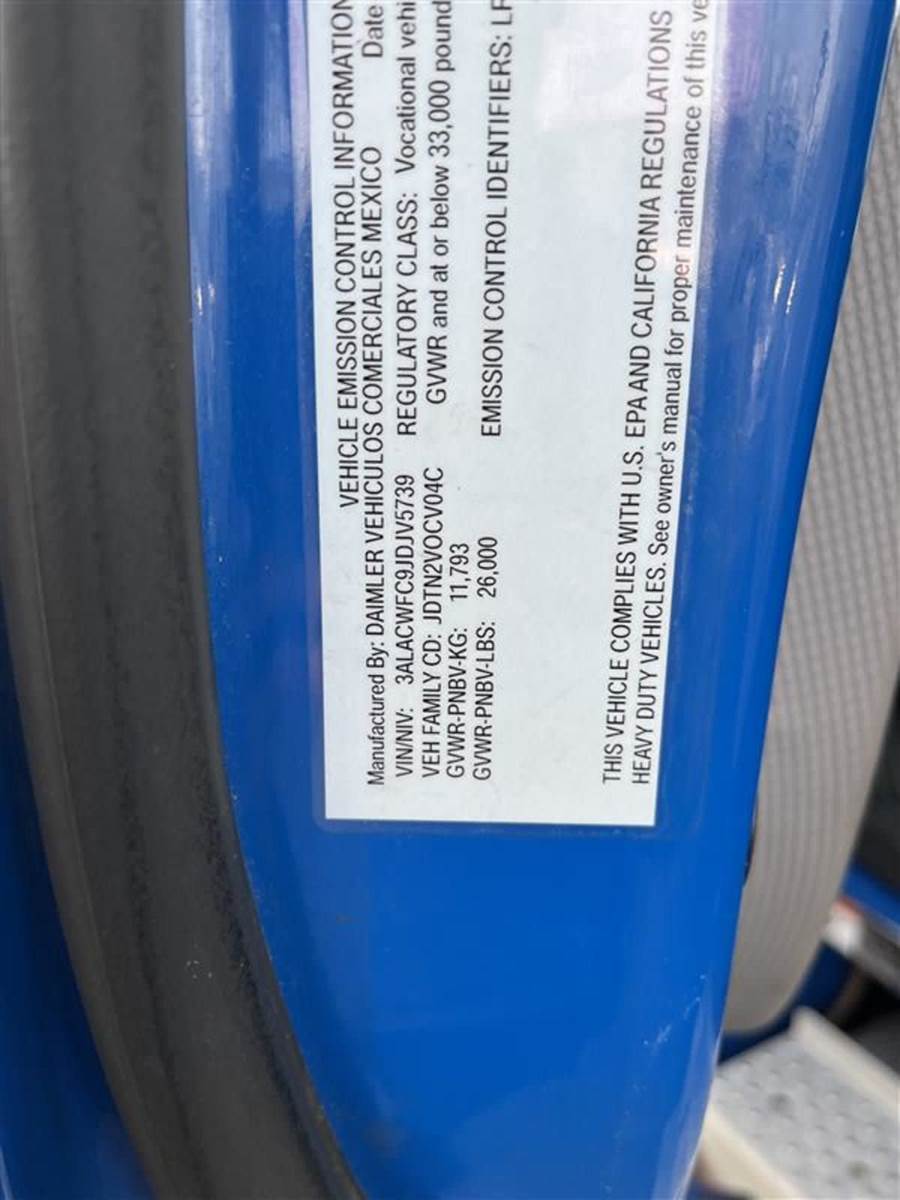 VEHICLE EMISSION CONTROL INFORMATION
Manufactured By: DAIMLER VEHICULOS COMERCIALES MEXICO Date
VIN/NIV: 3ALACWFC9JDJV5739 REGULATORY CLASS: Vocational vehi
VEH FAMILY CD: JDTN2VOCV04C GVWR and at or below 33,000 pound
GVWR-PNBV-KG: 11,793
GVWR-PNBV-LBS: 26,000 EMISSION CONTROL IDENTIFIERS: LR
THIS VEHICLE COMPLIES WITH U.S. EPA AND CALIFORNIA REGULATIONS
HEAVY DUTY VEHICLES. See owner's manual for proper maintenance of this ve